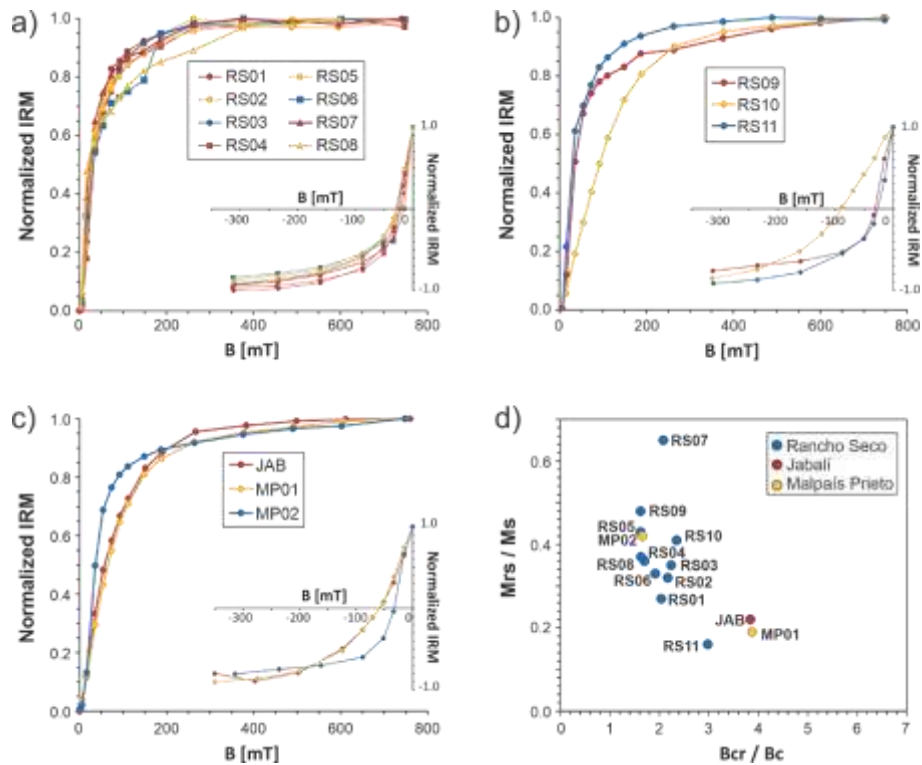 a)
Normalized IRM
1.0
0.8
0.6
0.4
0.2
0.0
0
200
400
600
800
B [mT]
RS01
RS02
RS03
RS04
RS05
RS06
RS07
RS08
B [mT]
-300
-200
-100
0
1.0
Normalized IRM
-1.0
b)
Normalized IRM
1.0
0.8
0.6
0.4
0.2
0.0
0
200
400
600
800
B [mT]
RS09
RS10
RS11
B [mT]
-300
-200
-100
0
1.0
Normalized IRM
-1.0
c)
Normalized IRM
1.0
0.8
0.6
0.4
0.2
0.0
0
200
400
600
800
B [mT]
JAB
MP01
MP02
B [mT]
-300
-200
-100
0
1.0
Normalized IRM
-1.0
d)
Mrs / Ms
0.6
0.4
0.2
0.0
0
1
2
3
4
5
6
7
Bcr / Bc
Rancho Seco
Jabalí
Malpaís Prieto
RS07
RS09
RS05
MP02
RS10
RS04
RS08
RS03
RS06
RS02
RS01
JAB
MP01
RS11